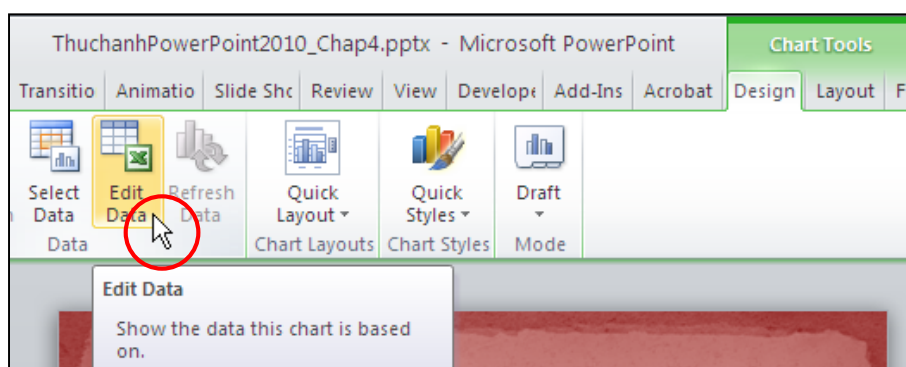 ThuchanhPowerPoint2010_Chap4.pptx - Microsoft PowerPoint
Chart Tools
Transitio Animatio Slide Shc Review View Develope Add-Ins Acrobat Design Layout F
Select Data
Edit Data
Refresh Data
Quick Layout
Quick Styles
Draft
Data
Chart Layouts
Chart Styles
Mode
Edit Data
Show the data this chart is based
on.